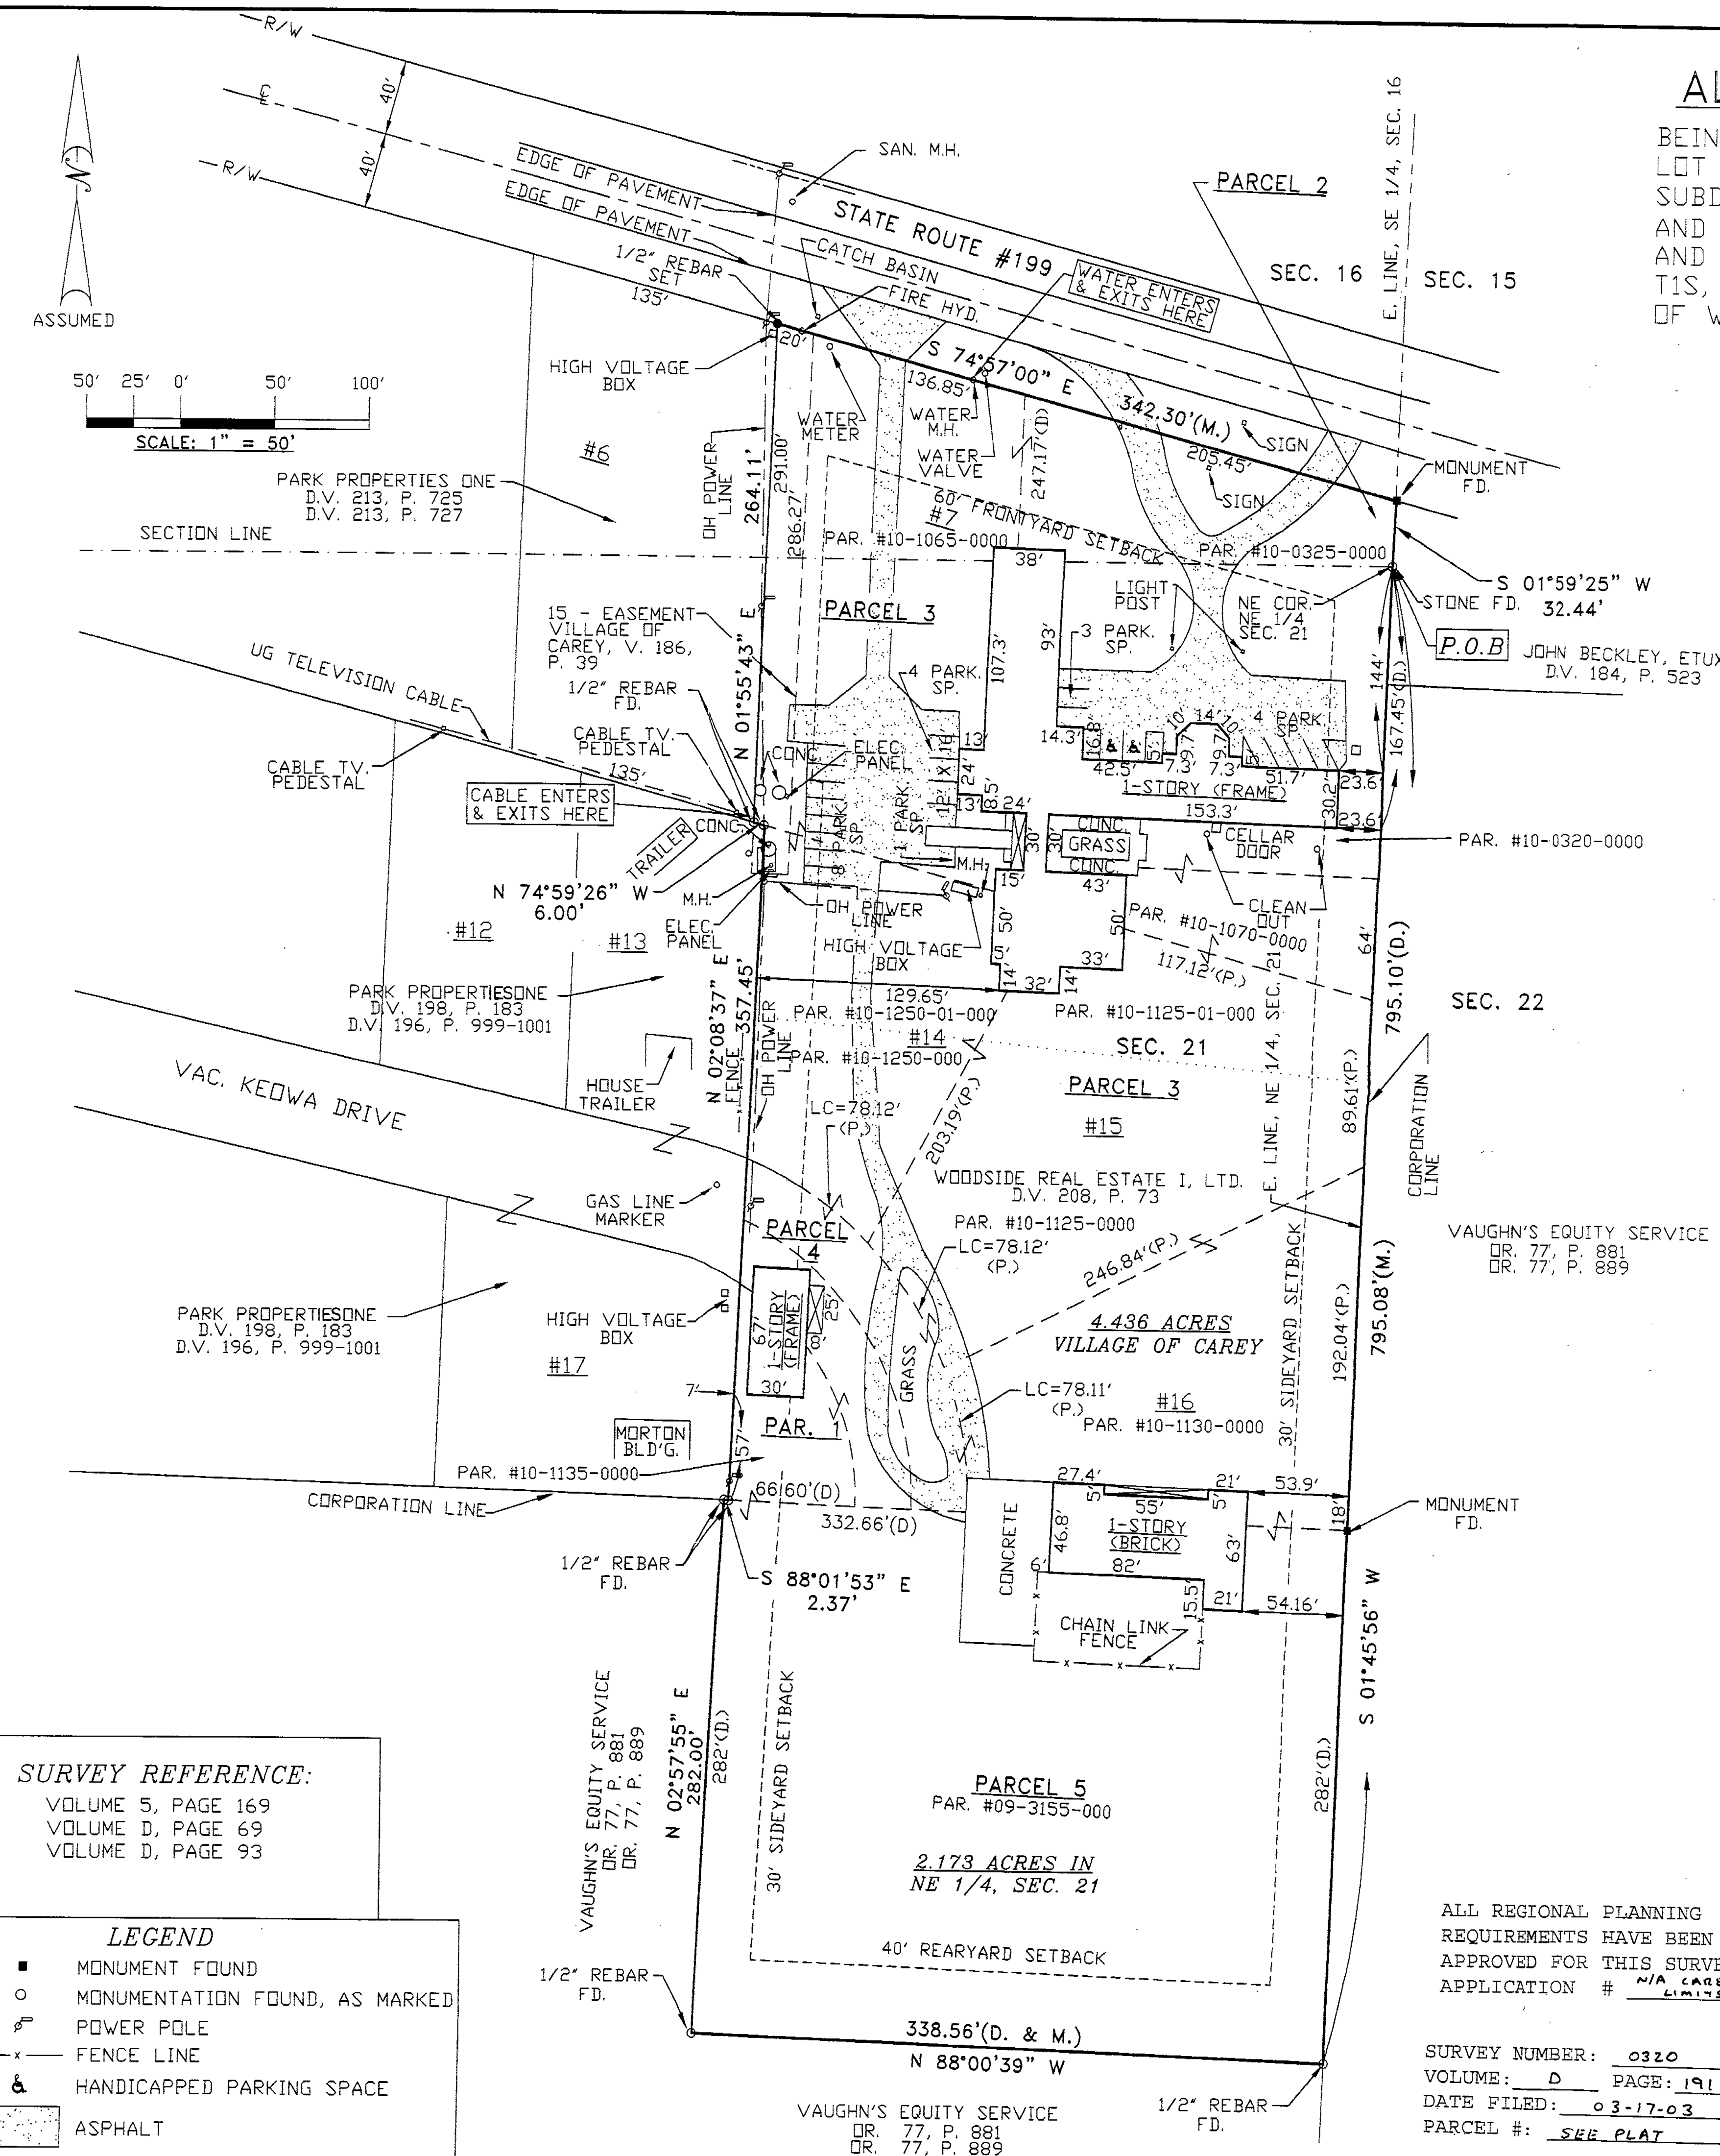 R/W
℄
R/W
40'
40'
ASSUMED
50' 25' 0' 50' 100'
SCALE: 1" = 50'
SAN. M.H.
EDGE OF PAVEMENT
EDGE OF PAVEMENT
STATE ROUTE #199
CATCH BASIN
1/2" REBAR
SET
135'
FIRE HYD.
WATER ENTERS
& EXITS HERE
PARCEL 2
E. LINE, SE 1/4, SEC. 16
SEC. 16
SEC. 15
AL
BEIN
LOT
SUBD
AND
AND
T1S,
OF W
HIGH VOLTAGE
BOX
20'
S 74°57'00" E
136.85'
342.30'(M.)
205.45'
SIGN
SIGN
MONUMENT
FD.
WATER
METER
WATER
M.H.
WATER
VALVE
247.17'(D)
#6
OH POWER
LINE
264.11'
291.00'
286.27'
PARK PROPERTIES ONE
D.V. 213, P. 725
D.V. 213, P. 727
SECTION LINE
60' FRONTYARD SETBACK
#7
PAR. #10-1065-0000
PAR. #10-0325-0000
38'
S 01°59'25" W
32.44'
STONE FD.
NE COR.
NE 1/4
SEC. 21
P.O.B
JOHN BECKLEY, ETUX
D.V. 184, P. 523
LIGHT
POST
3 PARK.
SP.
PARCEL 3
15 - EASEMENT
VILLAGE OF
CAREY, V. 186,
P. 39
N 01°55'43" E
107.3'
93'
144'
167.45'(D.)
4 PARK.
SP.
UG TELEVISION CABLE
1/2" REBAR
FD.
CABLE TV.
PEDESTAL
135'
CABLE TV.
PEDESTAL
CONC.
ELEC.
PANEL
13'
14.3'
16.8'
10' 14' 10'
4 PARK.
SP.
5'
9.7'
9.7'
5'
42.5'
7.3'
7.3'
51.7'
23.6'
1-STORY (FRAME)
153.3'
30.2'
23.6'
CABLE ENTERS
& EXITS HERE
CONC.
TRAILER
8 PARK.
SP.
1 PARK.
SP.
12' X 16'
24'
13'
8.5'
24'
30'
30'
CONC.
GRASS
CONC.
CELLAR
DOOR
PAR. #10-0320-0000
N 74°59'26" W
6.00'
M.H.
M.H.
15'
43'
CLEAN
OUT
OH POWER
LINE
ELEC.
PANEL
HIGH VOLTAGE
BOX
50'
50'
PAR. #10-1070-0000
117.12'(P.)
64'
795.10'(D.)
#12
#13
5'
14'
32'
14'
33'
129.65'
PARK PROPERTIESONE
D.V. 198, P. 183
D.V. 196, P. 999-1001
N 02°08'37" E
357.45'
FENCE
OH POWER
LINE
PAR. #10-1250-01-000
PAR. #10-1125-01-000
#14
PAR. #10-1250-000
SEC. 21
SEC. 22
VAC. KEOWA DRIVE
HOUSE
TRAILER
LC=78.12'
(P.)
203.19'(P.)
PARCEL 3
#15
E. LINE, NE 1/4, SEC. 21
89.61'(P.)
CORPORATION
LINE
WOODSIDE REAL ESTATE I, LTD.
D.V. 208, P. 73
PAR. #10-1125-0000
GAS LINE
MARKER
PARCEL
4
LC=78.12'
(P.)
246.84'(P.)
VAUGHN'S EQUITY SERVICE
OR. 77, P. 881
OR. 77, P. 889
PARK PROPERTIESONE
D.V. 198, P. 183
D.V. 196, P. 999-1001
HIGH VOLTAGE
BOX
#17
67'
1-STORY
(FRAME)
25'
8'
30'
7'
GRASS
4.436 ACRES
VILLAGE OF CAREY
30' SIDEYARD SETBACK
192.04'(P.)
795.08'(M.)
LC=78.11'
(P.)
#16
PAR. #10-1130-0000
MORTON
BLD'G.
57'
PAR. 1
PAR. #10-1135-0000
CORPORATION LINE
66.60'(D)
332.66'(D)
27.4'
21'
53.9'
5'
55'
5'
18'
1-STORY
(BRICK)
46.8'
63'
82'
6'
CONCRETE
15.5'
21'
54.16'
MONUMENT
FD.
1/2" REBAR
FD.
S 88°01'53" E
2.37'
CHAIN LINK
FENCE
S 01°45'56" W
VAUGHN'S EQUITY SERVICE
OR. 77, P. 881
OR. 77, P. 889
N 02°57'55" E
282.00'
282'(D.)
30' SIDEYARD SETBACK
282'(D.)
PARCEL 5
PAR. #09-3155-000
2.173 ACRES IN
NE 1/4, SEC. 21
40' REARYARD SETBACK
1/2" REBAR
FD.
338.56'(D. & M.)
N 88°00'39" W
1/2" REBAR
FD.
VAUGHN'S EQUITY SERVICE
OR. 77, P. 881
OR. 77, P. 889
SURVEY REFERENCE:
VOLUME 5, PAGE 169
VOLUME D, PAGE 69
VOLUME D, PAGE 93
LEGEND
MONUMENT FOUND
MONUMENTATION FOUND, AS MARKED
POWER POLE
FENCE LINE
HANDICAPPED PARKING SPACE
ASPHALT
ALL REGIONAL PLANNING
REQUIREMENTS HAVE BEEN
APPROVED FOR THIS SURVE
APPLICATION # N/A CARE
LIMITS
SURVEY NUMBER: 0320
VOLUME: D PAGE: 191
DATE FILED: 03-17-03
PARCEL #: SEE PLAT